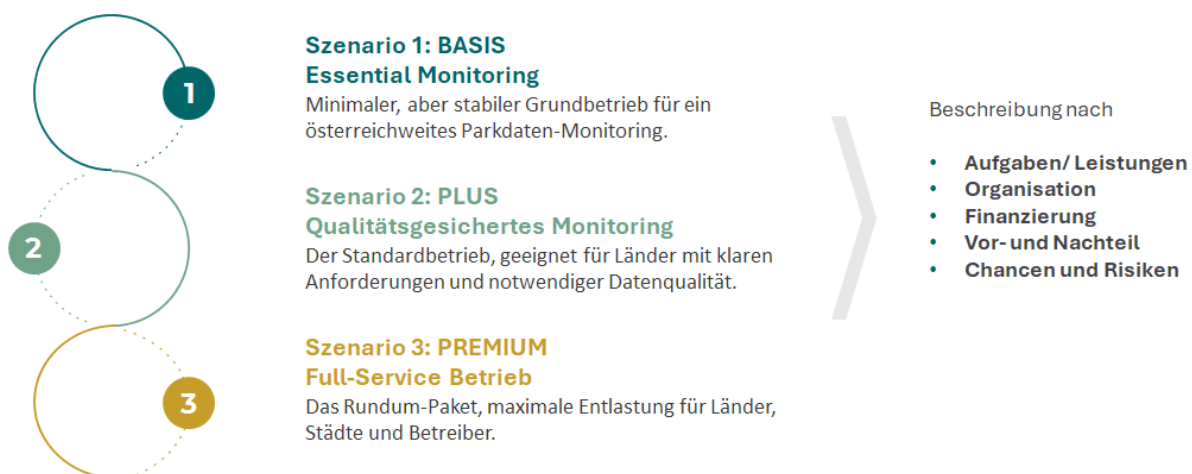 1
Szenario 1: BASIS
Essential Monitoring
Minimaler, aber stabiler Grundbetrieb für ein
österreichweites Parkdaten-Monitoring.
2
Szenario 2: PLUS
Qualitätsgesichertes Monitoring
Der Standardbetrieb, geeignet für Länder mit klaren
Anforderungen und notwendiger Datenqualität.
3
Szenario 3: PREMIUM
Full-Service Betrieb
Das Rundum-Paket, maximale Entlastung für Länder,
Städte und Betreiber.
Beschreibung nach
• Aufgaben/ Leistungen
• Organisation
• Finanzierung
• Vor- und Nachteil
• Chancen und Risiken